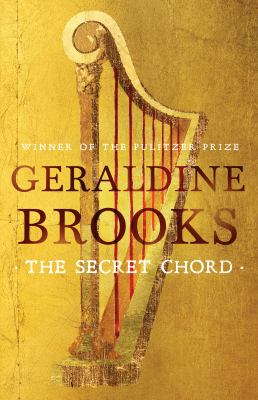 WINNER OF THE PULITZER PRIZE
GERALDINE
BROOKS
· THE SECRET CHORD ·